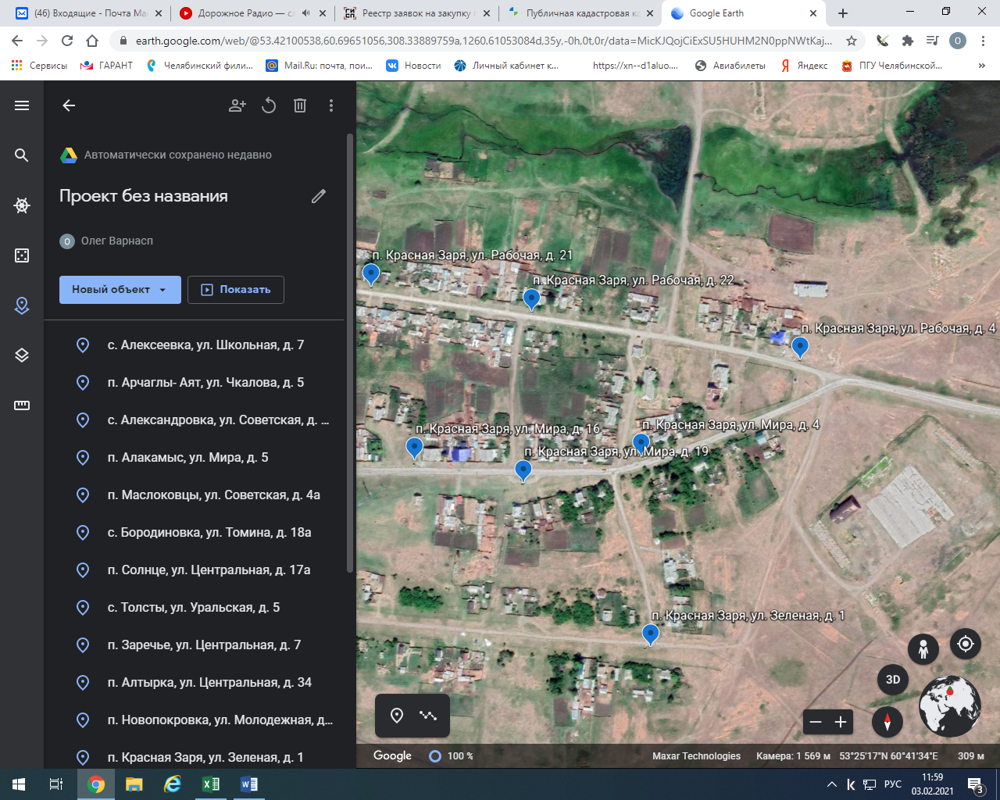 (46) Входящие - Почта Ма
Дорожное Радио — сл
Реестр заявок на закупку г
Публичная кадастровая ка
Google Earth
earth.google.com/web/@53.42100538,60.69651056,308.33889759a,1260.61053084d,35y,-0h,0t,0r/data=MicKJQojCiExSU5HUHM2N0ppNWtKaj...
О
Сервисы
ГАРАНТ
Челябинский фили...
Mail.Ru: почта, пои...
Новости
Личный кабинет к...
https://xn--d1aluo....
Авиабилеты
Яндекс
ПГУ Челябинской...
»
Автоматически сохранено недавно
Проект без названия
О
Олег Варнасп
Новый объект
Показать
с. Алексеевка, ул. Школьная, д. 7
п. Арчаглы- Аят, ул. Чкалова, д. 5
с. Александровка, ул. Советская, д. ...
п. Алакамыс, ул. Мира, д. 5
п. Маслоковцы, ул. Советская, д. 4а
с. Бородиновка, ул. Томина, д. 18а
п. Солнце, ул. Центральная, д. 17а
с. Толсты, ул. Уральская, д. 5
п. Заречье, ул. Центральная, д. 7
п. Алтырка, ул. Центральная, д. 34
п. Новопокровка, ул. Молодежная, д...
п. Красная Заря, ул. Зеленая, д. 1
п. Красная Заря, ул. Рабочая, д. 21
п. Красная Заря, ул. Рабочая, д. 22
п. Красная Заря, ул. Рабочая, д. 4
п. Красная Заря, ул. Мира, д. 16
п. Красная Заря, ул. Мира, д. 4
п. Красная Заря, ул. Мира, д. 19
п. Красная Заря, ул. Зеленая, д. 1
3D
Google
100 %
Maxar Technologies
Камера: 1 569 м
53°25'17"N 60°41'34"E
309 м
РУС
11:59
03.02.2021
3